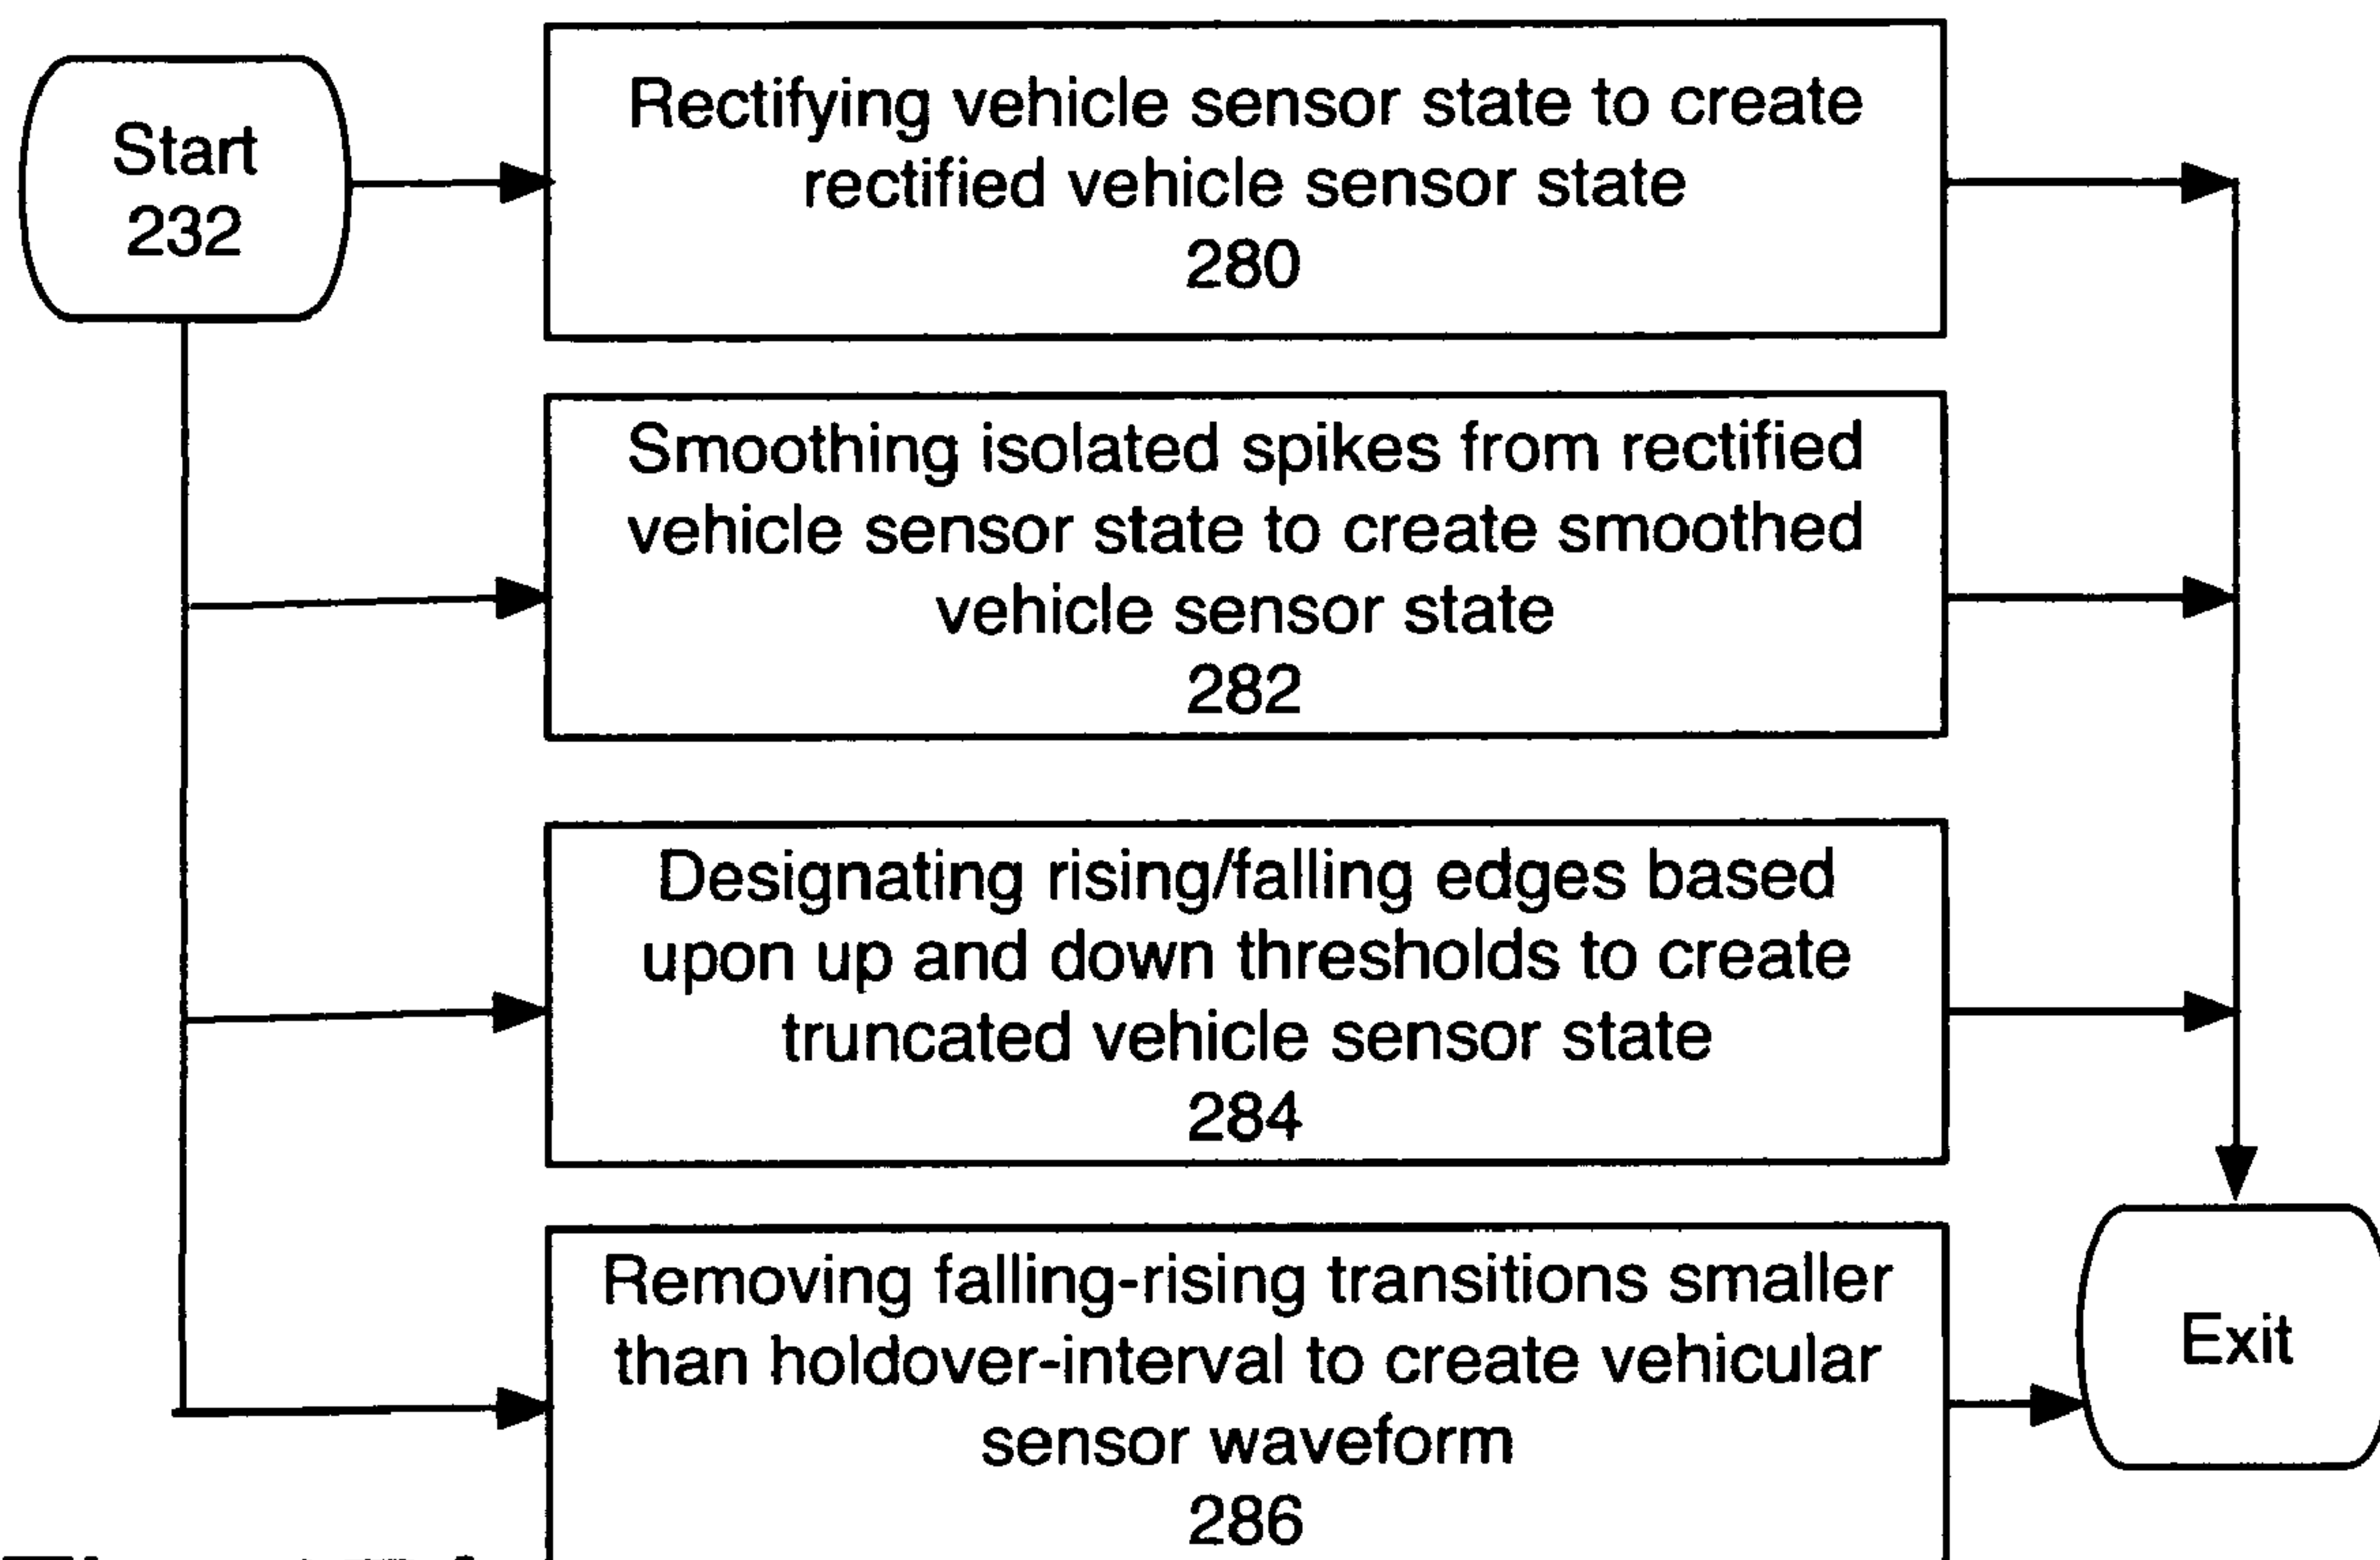 Start
232
Rectifying vehicle sensor state to create
rectified vehicle sensor state
280
Smoothing isolated spikes from rectified
vehicle sensor state to create smoothed
vehicle sensor state
282
Designating rising/falling edges based
upon up and down thresholds to create
truncated vehicle sensor state
284
Removing falling-rising transitions smaller
than holdover-interval to create vehicular
sensor waveform
286
Exit